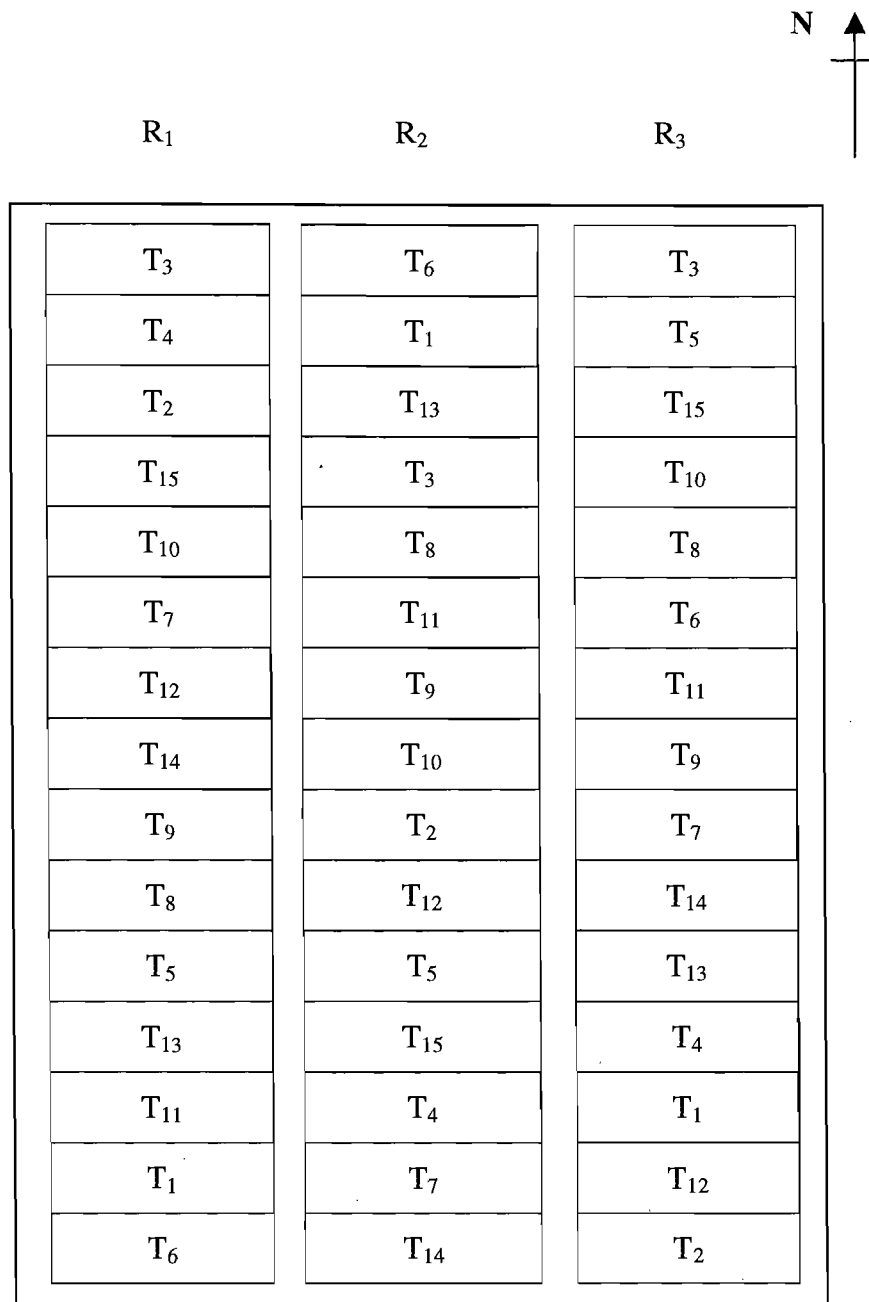 N
R₁ R₂ R₃
T₃ T₆ T₃
T₄ T₁ T₅
T₂ T₁₃ T₁₅
T₁₅ T₃ T₁₀
T₁₀ T₈ T₈
T₇ T₁₁ T₆
T₁₂ T₉ T₁₁
T₁₄ T₁₀ T₉
T₉ T₂ T₇
T₈ T₁₂ T₁₄
T₅ T₅ T₁₃
T₁₃ T₁₅ T₄
T₁₁ T₄ T₁
T₁ T₇ T₁₂
T₆ T₁₄ T₂